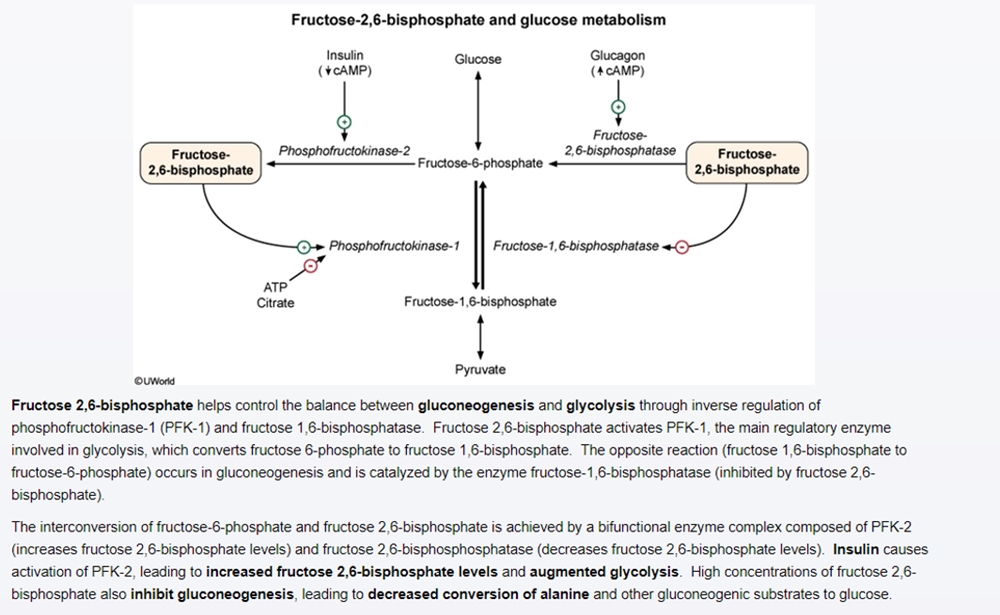 Fructose-2,6-bisphosphate and glucose metabolism
Insulin
(↓cAMP)
Glucose
Glucagon
(↑cAMP)
+
+
Phosphofructokinase-2
Fructose-
2,6-bisphosphatase
Fructose-
2,6-bisphosphate
Fructose-6-phosphate
Fructose-
2,6-bisphosphate
+
Phosphofructokinase-1
Fructose-1,6-bisphosphatase
−
−
ATP
Citrate
Fructose-1,6-bisphosphate
Pyruvate
©UWorld
Fructose 2,6-bisphosphate helps control the balance between gluconeogenesis and glycolysis through inverse regulation of
phosphofructokinase-1 (PFK-1) and fructose 1,6-bisphosphatase. Fructose 2,6-bisphosphate activates PFK-1, the main regulatory enzyme
involved in glycolysis, which converts fructose 6-phosphate to fructose 1,6-bisphosphate. The opposite reaction (fructose 1,6-bisphosphate to
fructose-6-phosphate) occurs in gluconeogenesis and is catalyzed by the enzyme fructose-1,6-bisphosphatase (inhibited by fructose 2,6-
bisphosphate).
The interconversion of fructose-6-phosphate and fructose 2,6-bisphosphate is achieved by a bifunctional enzyme complex composed of PFK-2
(increases fructose 2,6-bisphosphate levels) and fructose 2,6-bisphosphosphatase (decreases fructose 2,6-bisphosphate levels). Insulin causes
activation of PFK-2, leading to increased fructose 2,6-bisphosphate levels and augmented glycolysis. High concentrations of fructose 2,6-
bisphosphate also inhibit gluconeogenesis, leading to decreased conversion of alanine and other gluconeogenic substrates to glucose.